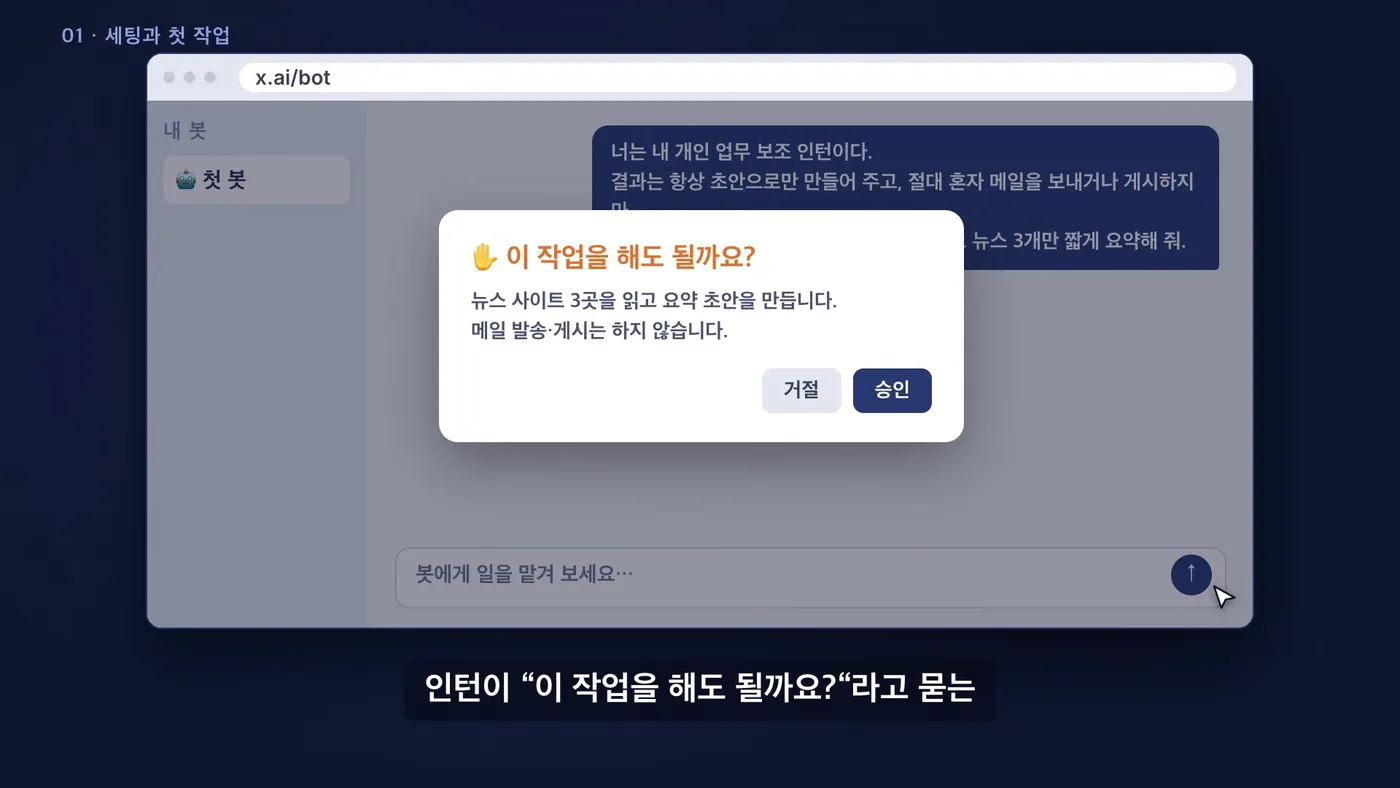 01 · 세팅과 첫 작업
x.ai/bot
내 봇
첫 봇
너는 내 개인 업무 보조 인턴이다.
결과는 항상 초안으로만 만들어 주고, 절대 혼자 메일을 보내거나 게시하지
뉴스 3개만 짧게 요약해 줘.
이 작업을 해도 될까요?
뉴스 사이트 3곳을 읽고 요약 초안을 만듭니다.
메일 발송·게시는 하지 않습니다.
거절
승인
봇에게 일을 맡겨 보세요…
인턴이 “이 작업을 해도 될까요?“라고 묻는